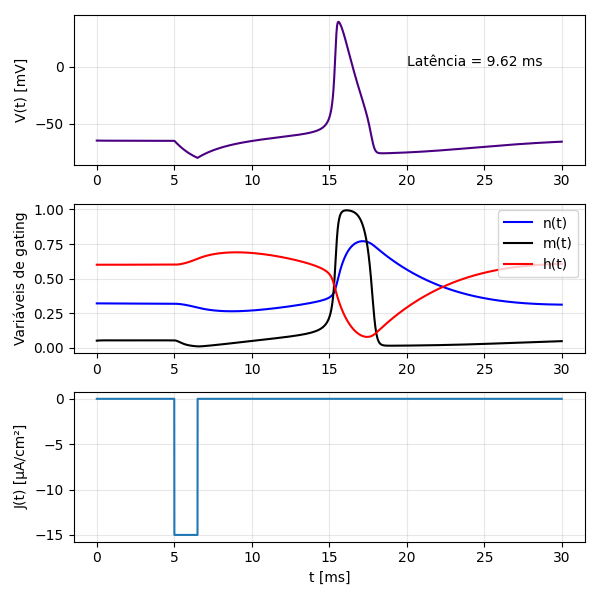 V(t) [mV]
0
−50
Latência = 9.62 ms
0 5 10 15 20 25 30
Variáveis de gating
1.00
0.75
0.50
0.25
0.00
n(t)
m(t)
h(t)
0 5 10 15 20 25 30
J(t) [μA/cm²]
0
−5
−10
−15
0 5 10 15 20 25 30
t [ms]